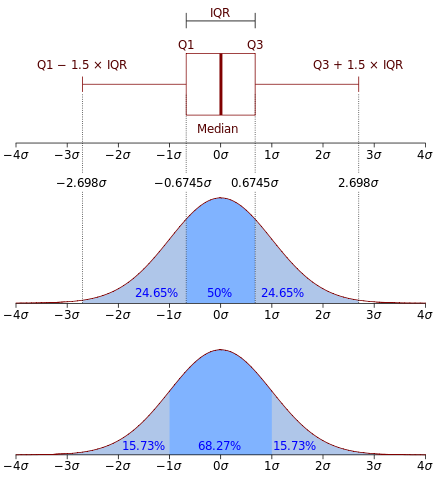 IQR
Q1 Q3
Q1 − 1.5 × IQR Q3 + 1.5 × IQR
Median
−4σ −3σ −2σ −1σ 0σ 1σ 2σ 3σ 4σ
−2.698σ −0.6745σ 0.6745σ 2.698σ
24.65% 50% 24.65%
−4σ −3σ −2σ −1σ 0σ 1σ 2σ 3σ 4σ
15.73% 68.27% 15.73%
−4σ −3σ −2σ −1σ 0σ 1σ 2σ 3σ 4σ